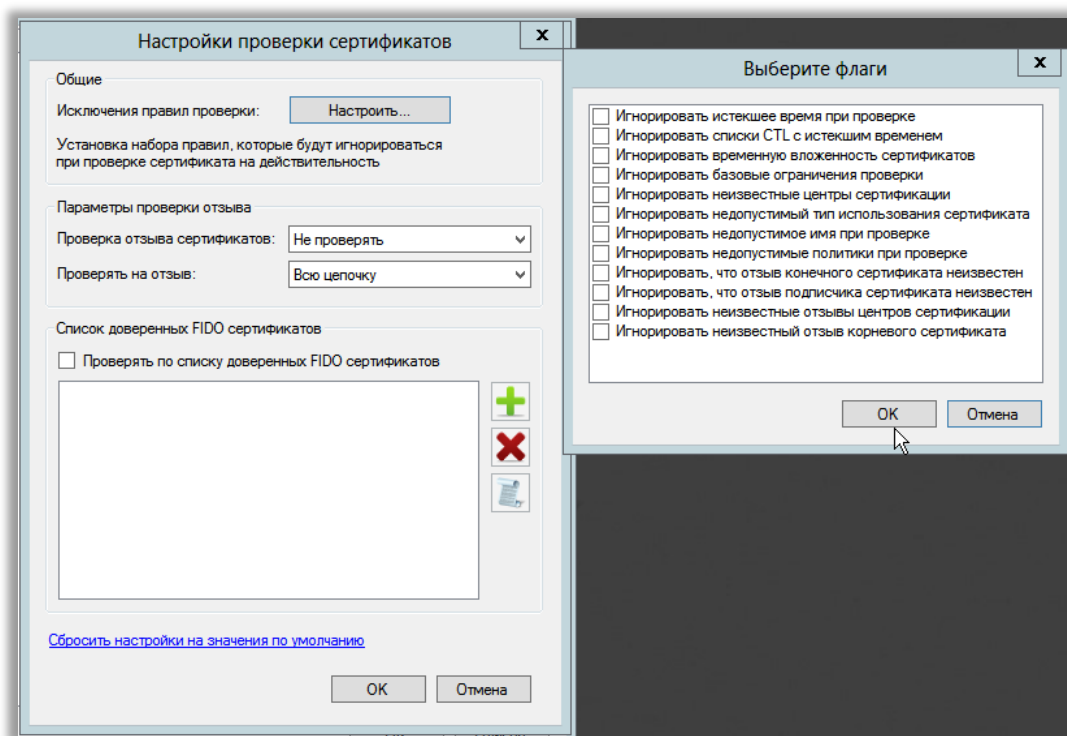 Настройки проверки сертификатов
x
Общие
Исключения правил проверки:
Настроить...
Установка набора правил, которые будут игнорироваться
при проверке сертификата на действительность
Параметры проверки отзыва
Проверка отзыва сертификатов:
Не проверять
Проверять на отзыв:
Всю цепочку
Список доверенных FIDO сертификатов
Проверять по списку доверенных FIDO сертификатов
Сбросить настройки на значения по умолчанию
OK
Отмена
Выберите флаги
x
Игнорировать истекшее время при проверке
Игнорировать списки CTL с истекшим временем
Игнорировать временную вложенность сертификатов
Игнорировать базовые ограничения проверки
Игнорировать неизвестные центры сертификации
Игнорировать недопустимый тип использования сертификата
Игнорировать недопустимое имя при проверке
Игнорировать недопустимые политики при проверке
Игнорировать, что отзыв конечного сертификата неизвестен
Игнорировать, что отзыв подписчика сертификата неизвестен
Игнорировать неизвестные отзывы центров сертификации
Игнорировать неизвестный отзыв корневого сертификата
OK
Отмена